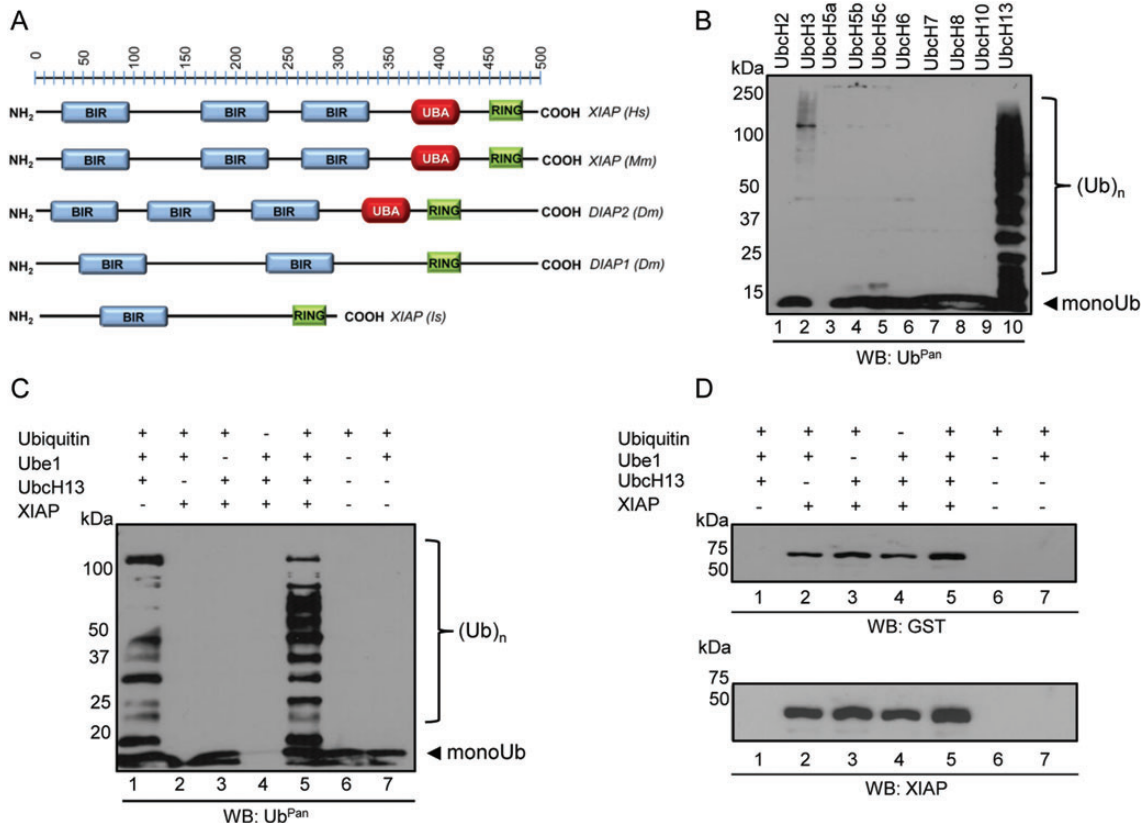 A
0 50 100 150 200 250 300 350 400 450 500
NH2 BIR BIR BIR UBA RING COOH XIAP (Hs)
NH2 BIR BIR BIR UBA RING COOH XIAP (Mm)
NH2 BIR BIR BIR UBA RING COOH DIAP2 (Dm)
NH2 BIR BIR RING COOH DIAP1 (Dm)
NH2 BIR RING COOH XIAP (Is)
B
UbcH2 UbcH3 UbcH5a UbcH5b UbcH5c UbcH6 UbcH7 UbcH8 UbcH10 UbcH13
kDa
250
100
50
37
25
15
(Ub)n
monoUb
1 2 3 4 5 6 7 8 9 10
WB: UbPan
C
Ubiquitin + + + - + + +
Ube1 + + - + + - +
UbcH13 + - + + + - -
XIAP - + + + + - -
kDa
100
50
37
25
20
(Ub)n
monoUb
1 2 3 4 5 6 7
WB: UbPan
D
Ubiquitin + + + - + + +
Ube1 + + - + + - +
UbcH13 + - + + + - -
XIAP - + + + + - -
kDa
75
50
1 2 3 4 5 6 7
WB: GST
kDa
75
50
1 2 3 4 5 6 7
WB: XIAP